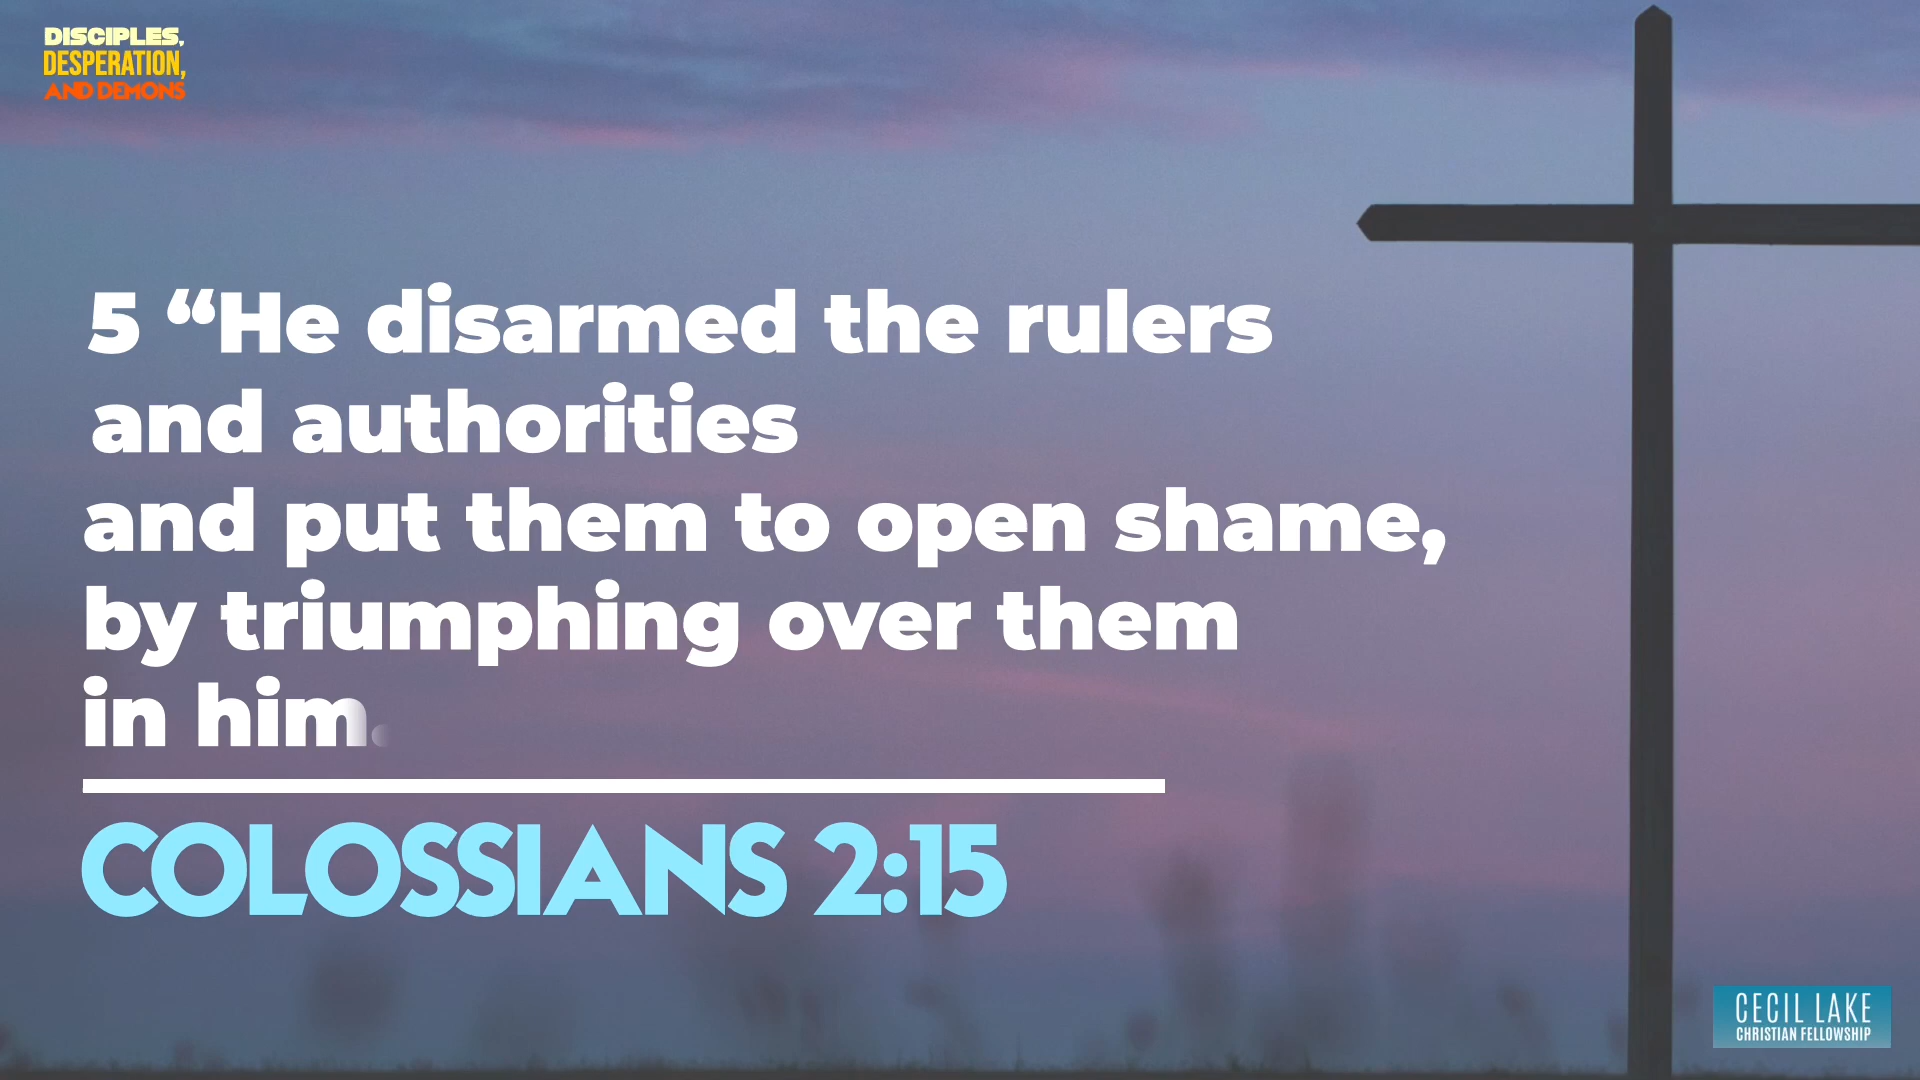 DISCIPLES,
DESPERATION,
AND DEMONS
5 “He disarmed the rulers
and authorities
and put them to open shame,
by triumphing over them
in him.
COLOSSIANS 2:15
CECIL LAKE
CHRISTIAN FELLOWSHIP